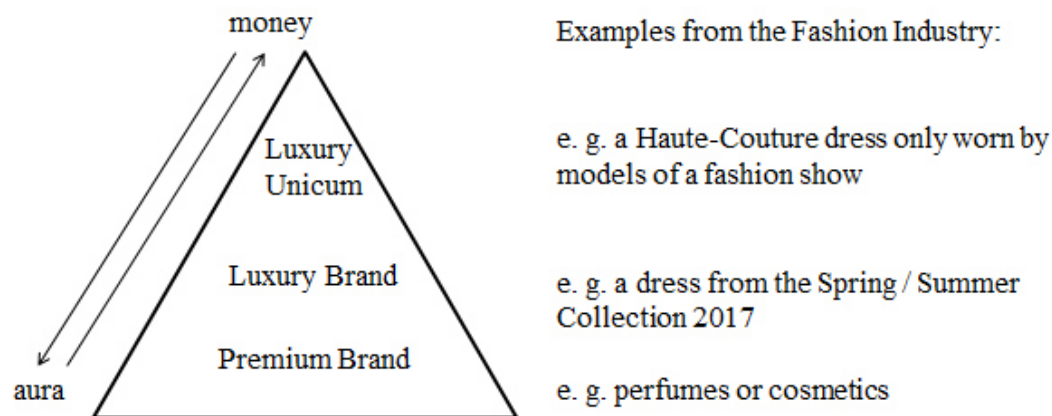 money
Examples from the Fashion Industry:
Luxury
Unicum
e. g. a Haute-Couture dress only worn by
models of a fashion show
Luxury Brand
e. g. a dress from the Spring / Summer
Collection 2017
Premium Brand
aura
e. g. perfumes or cosmetics